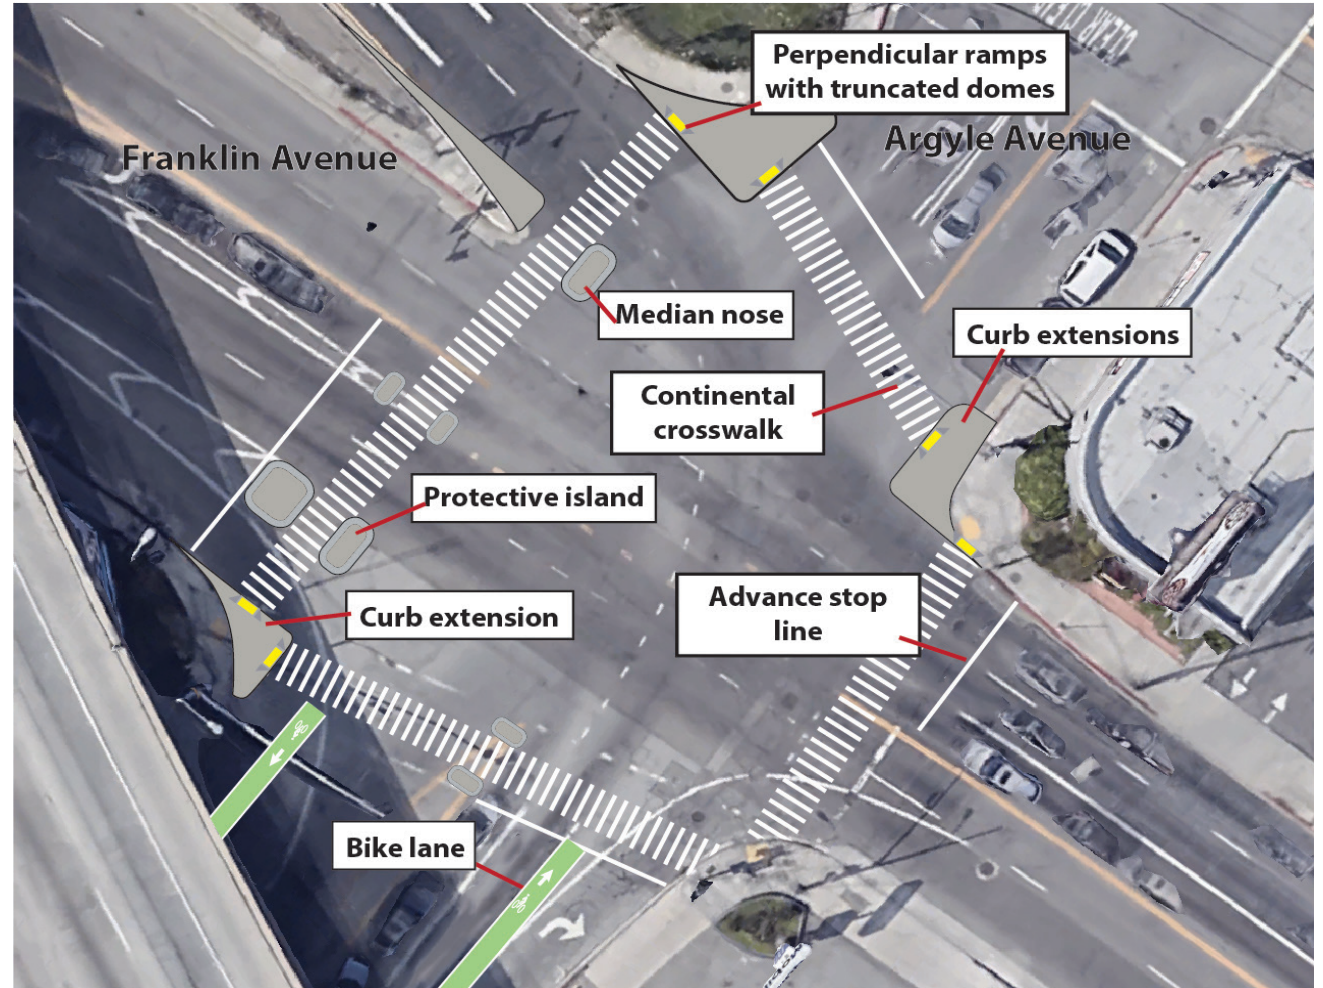 CLEAR
Perpendicular ramps
with truncated domes
Franklin Avenue
Argyle Avenue
Median nose
Curb extensions
Continental
crosswalk
Protective island
Advance stop
line
Curb extension
Bike lane